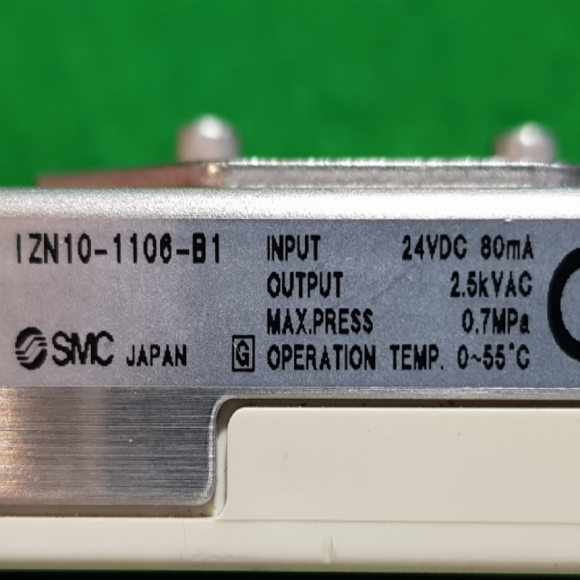 IZN10-1106-B1
INPUT 24VDC 80mA
OUTPUT 2.5kVAC
MAX.PRESS 0.7MPa
SMC JAPAN G OPERATION TEMP. 0~55°C